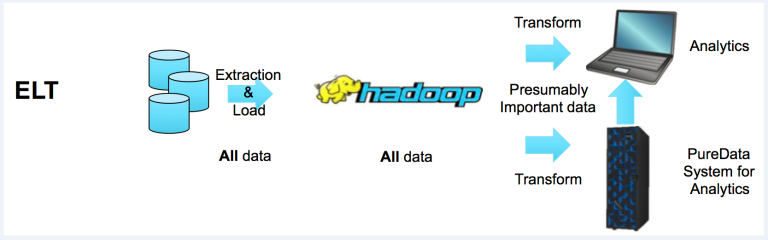 ELT
Extraction
&
Load
All data
hadoop
All data
Transform
Presumably
Important data
Transform
Analytics
PureData
System for
Analytics